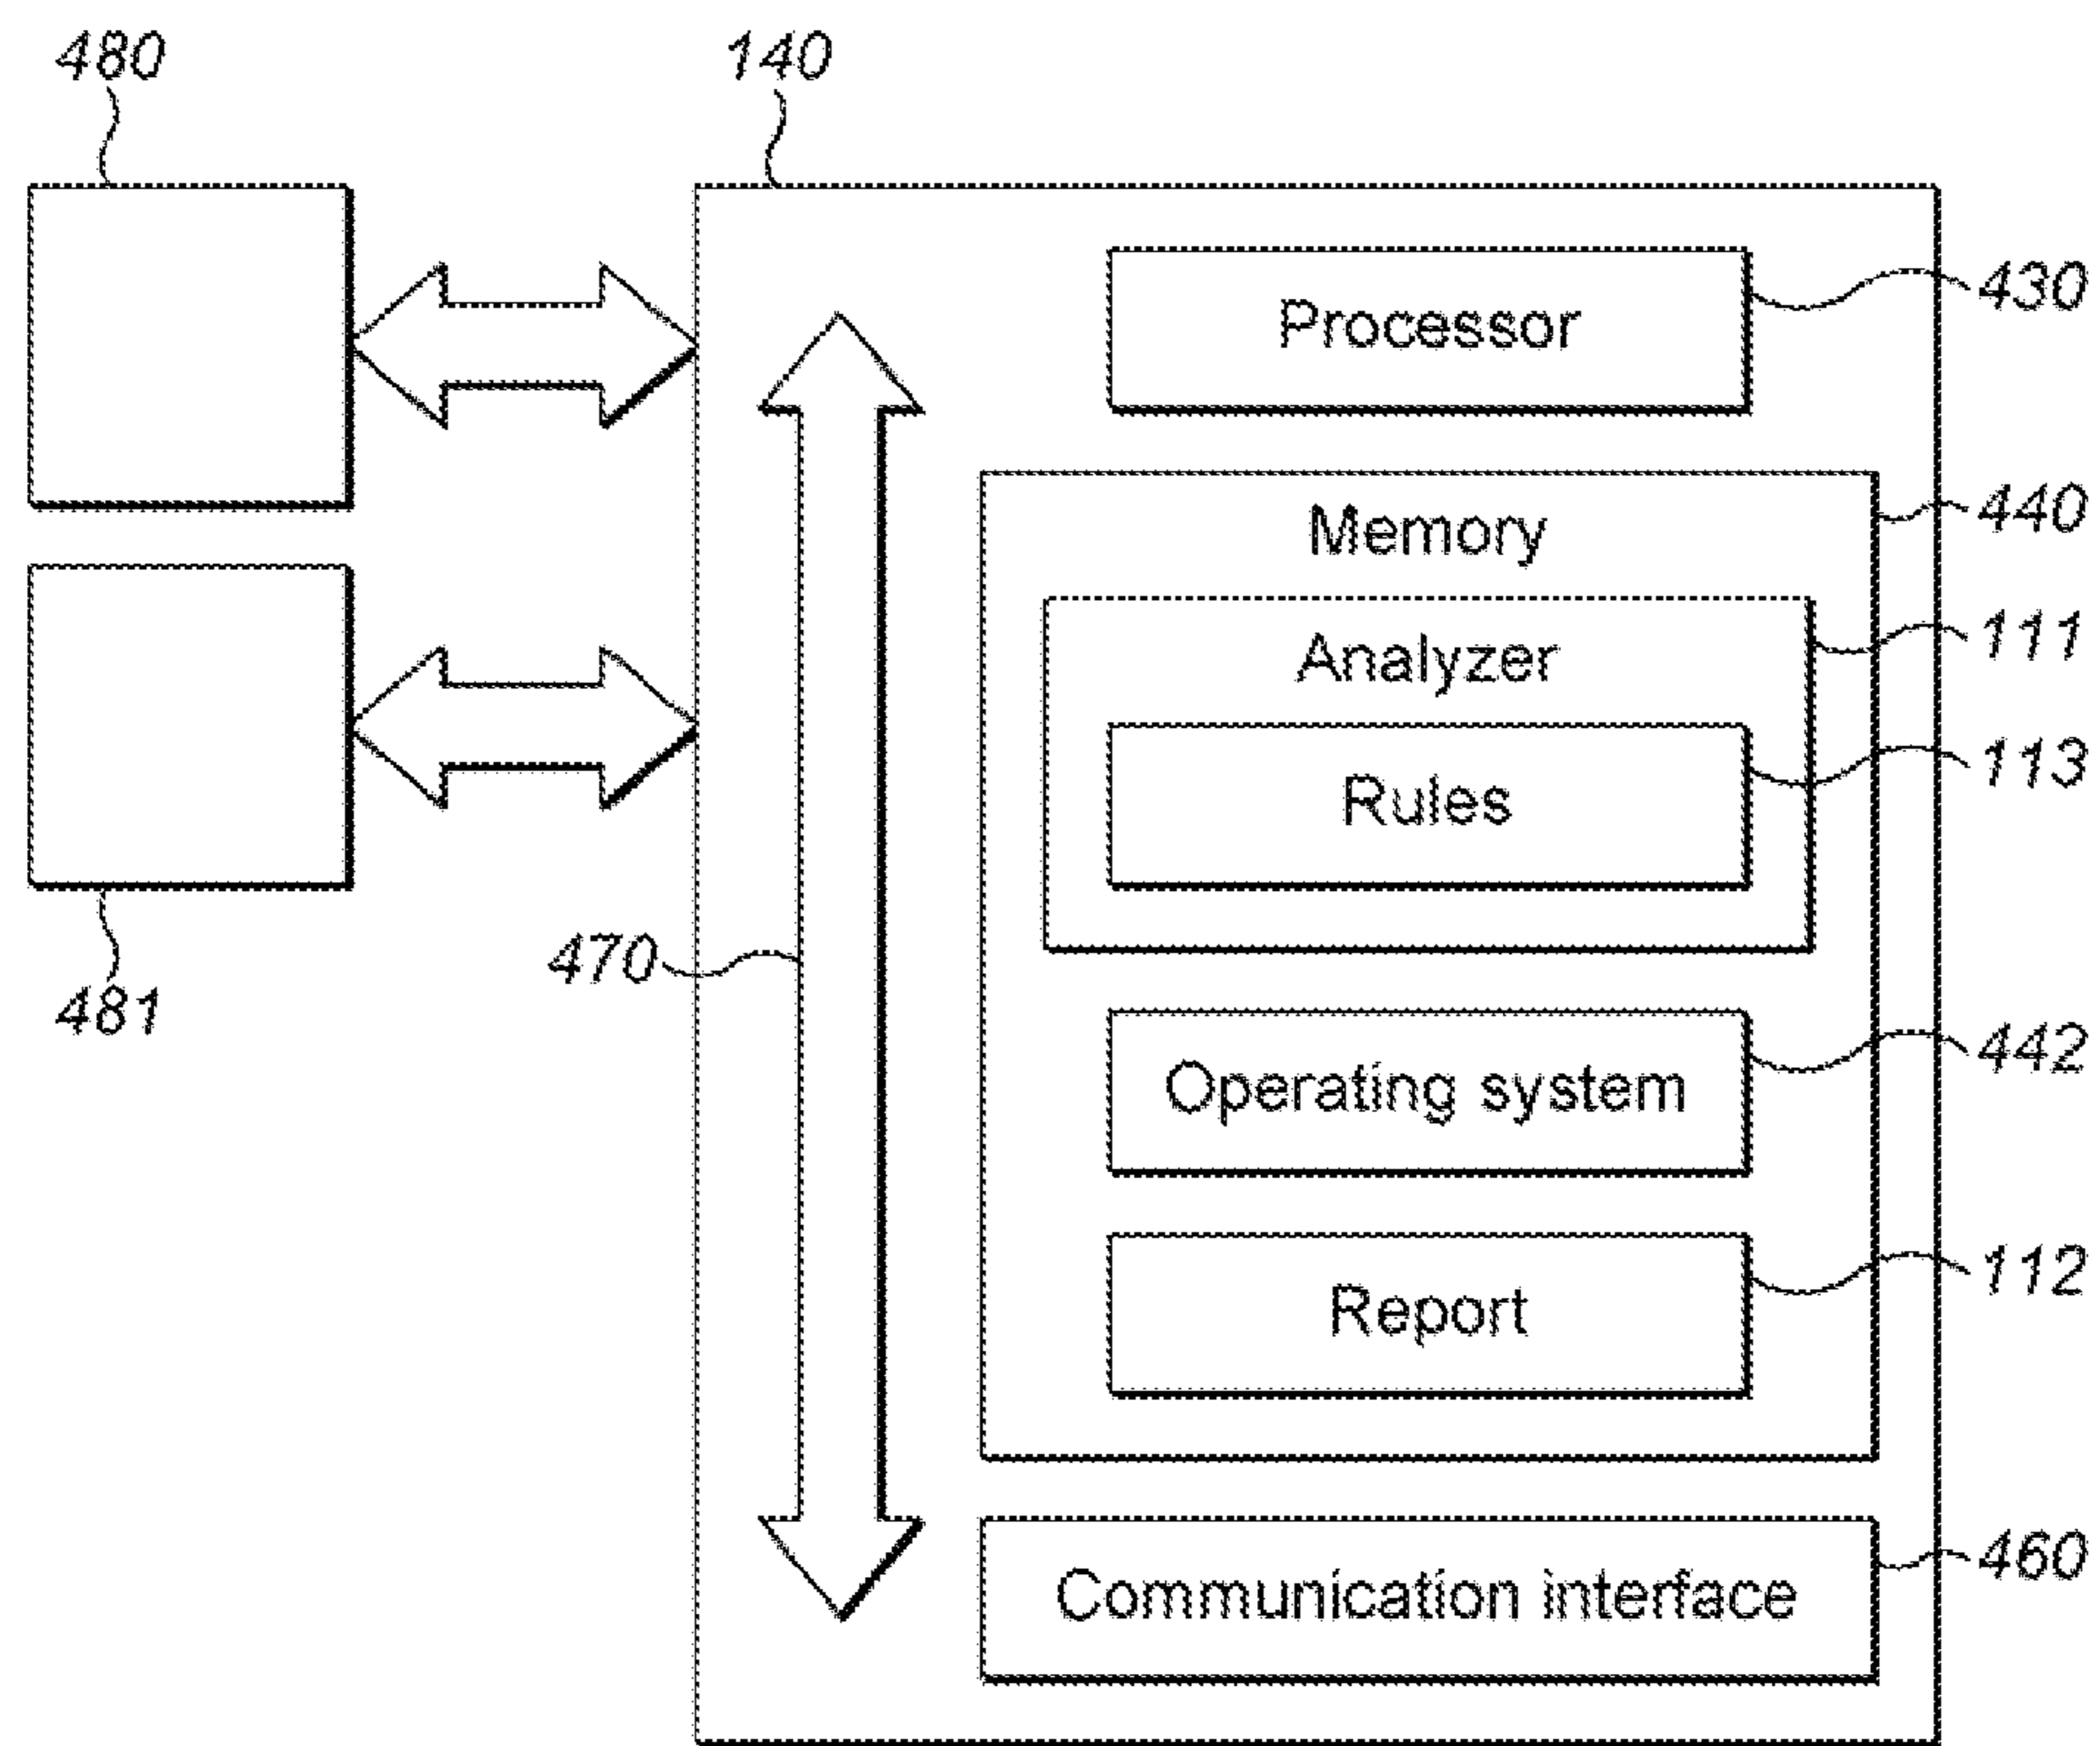 480
140
Processor
430
Memory
440
Analyzer
111
Rules
113
470
481
Operating system
442
Report
112
Communication interface
460